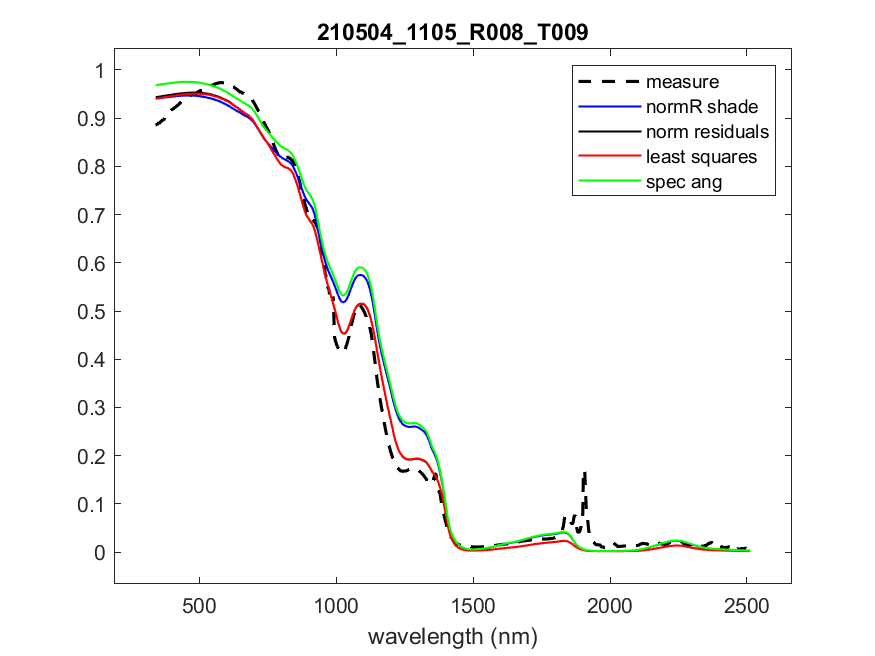 210504_1105_R008_T009
1
0.9
0.8
0.7
0.6
0.5
0.4
0.3
0.2
0.1
0
measure
normR shade
norm residuals
least squares
spec ang
500 1000 1500 2000 2500
wavelength (nm)